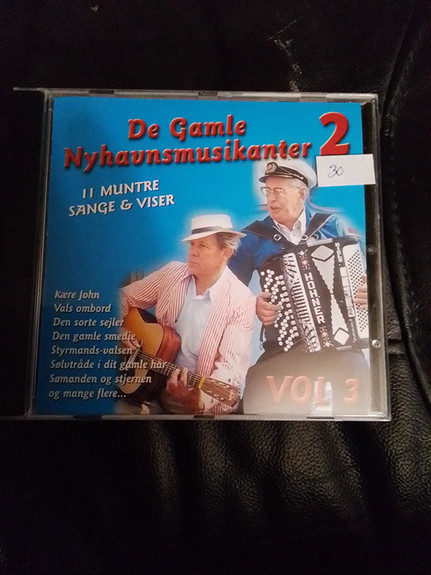 De Gamle
Nyhavnsmusikanter 2
30
11 MUNTRE
SANGE & VISER
HOHNER
Kære John
Vals ombord
Den sorte sejler
Den gamle smedie
Styrmands-valsen
Sølvtråde i dit gamle hår
Sømanden og stjernen
og mange flere...
VOL 3